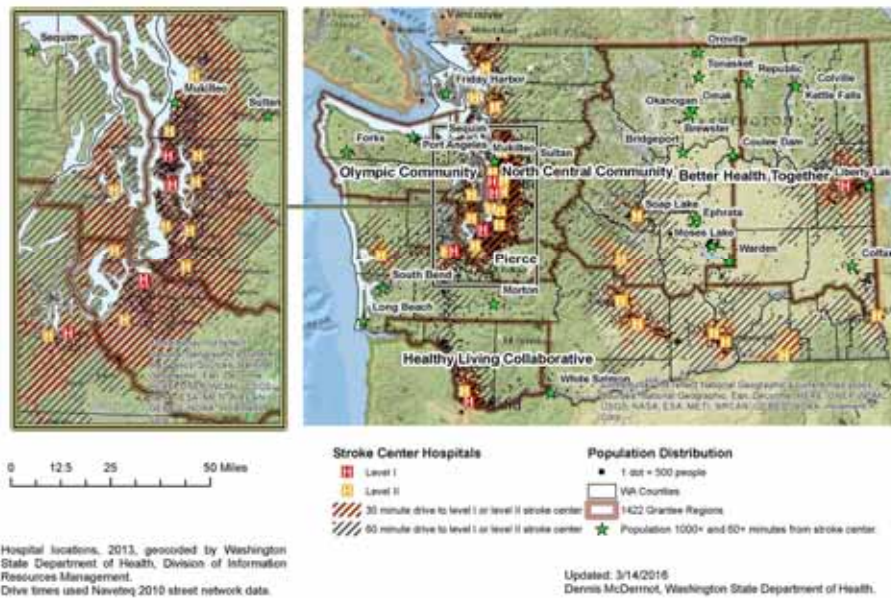 Sequim
Mukilteo
Sultan
Vancouver
Friday Harbor
Oroville
Tonasket
Republic
Colville
Omak
Kettle Falls
Okanogan
Brewster
Forks
Sequim
Port Angeles
Mukilteo
Sultan
Bridgeport
Coulee Dam
Olympic Community
North Central Community
Better Health Together
Liberty Lake
Soap Lake
Ephrata
Moses Lake
Warden
Colfax
Pierce
South Bend
Morton
Long Beach
Healthy Living Collaborative
White Salmon
0 12.5 25 50 Miles
Stroke Center Hospitals
H Level I
H Level II
30 minute drive to level I or level II stroke center
60 minute drive to level I or level II stroke center
Population Distribution
1 dot = 500 people
WA Counties
1422 Grantee Regions
Population 1000+ and 60+ minutes from stroke center
Hospital locations, 2013, geocoded by Washington
State Department of Health, Division of Information
Resources Management.
Drive times used Naveteq 2010 street network data.
Updated: 3/14/2016
Dennis McDermot, Washington State Department of Health.